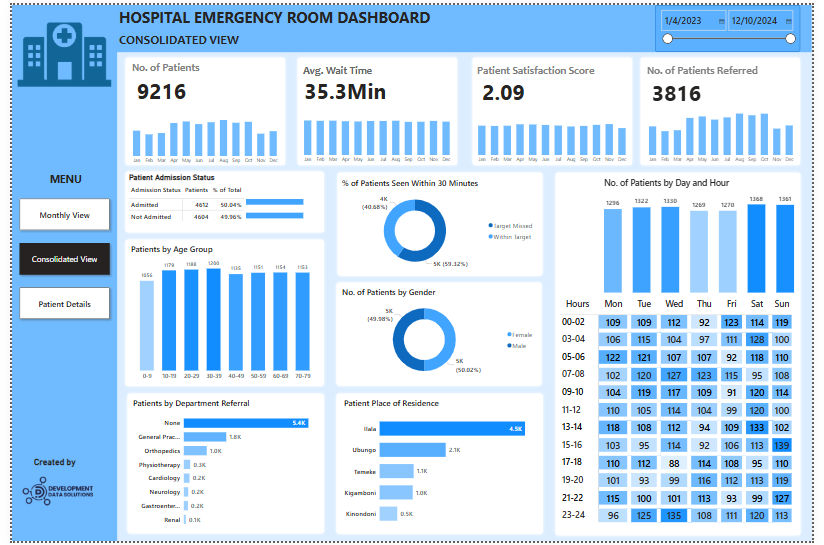 HOSPITAL EMERGENCY ROOM DASHBOARD
CONSOLIDATED VIEW
1/4/2023 12/10/2024
No. of Patients
9216
Jan Feb Mar Apr May Jun Jul Aug Sep Oct Nov Dec
Avg. Wait Time
35.3Min
Jan Feb Mar Apr May Jun Jul Aug Sep Oct Nov Dec
Patient Satisfaction Score
2.09
Jan Feb Mar Apr May Jun Jul Aug Sep Oct Nov Dec
No. of Patients Referred
3816
Jan Feb Mar Apr May Jun Jul Aug Sep Oct Nov Dec
MENU
Monthly View
Consolidated View
Patient Details
Created by
DEVELOPMENT
DATA SOLUTIONS
Patient Admission Status
Admission Status Patients % of Total
Admitted 4612 50.04%
Not Admitted 4604 49.96%
% of Patients Seen Within 30 Minutes
4K
(40.68%)
5K (59.32%)
Target Missed
Within Target
Patients by Age Group
1056 1179 1188 1200 1135 1151 1154 1153
0-9 10-19 20-29 30-39 40-49 50-59 60-69 70-79
No. of Patients by Gender
5K
(49.98%)
5K
(50.02%)
Female
Male
Patients by Department Referral
None 5.4K
General Prac... 1.8K
Orthopedics 1.0K
Physiotherapy 0.3K
Cardiology 0.2K
Neurology 0.2K
Gastroenter... 0.2K
Renal 0.1K
Patient Place of Residence
Ilala 4.5K
Ubungo 2.1K
Temeke 1.1K
Kigamboni 1.0K
Kinondoni 0.5K
No. of Patients by Day and Hour
1296 1322 1330 1269 1270 1368 1361
Hours Mon Tue Wed Thu Fri Sat Sun
00-02 109 109 112 92 123 114 119
03-04 106 115 104 97 111 128 100
05-06 122 121 107 107 92 118 110
07-08 102 120 127 123 115 95 108
09-10 104 119 117 109 91 120 114
11-12 110 105 114 104 99 120 100
13-14 118 108 112 94 104 133 102
15-16 103 95 114 92 106 113 139
17-18 110 112 88 114 108 95 110
19-20 101 93 99 116 112 113 119
21-22 115 100 101 113 93 99 127
23-24 96 125 135 108 111 120 113